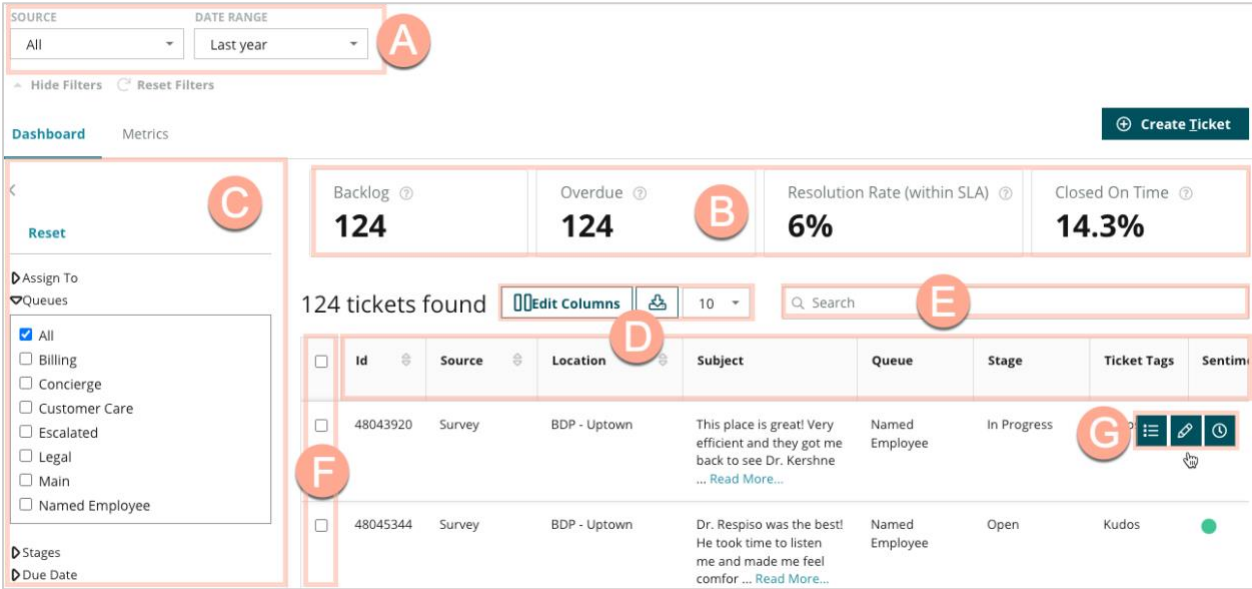 SOURCE DATE RANGE
All Last year
A
Hide Filters Reset Filters
Dashboard Metrics
Create Ticket
C
Reset
Assign To
Queues
All
Billing
Concierge
Customer Care
Escalated
Legal
Main
Named Employee
Stages
Due Date
Backlog Overdue Resolution Rate (within SLA) Closed On Time
124 124 6% 14.3%
B
124 tickets found Edit Columns 10 Search
E
D
Id Source Location Subject Queue Stage Ticket Tags Sentime
F
48043920 Survey BDP - Uptown This place is great! Very Named In Progress
efficient and they got me Employee
back to see Dr. Kershne
... Read More...
G
48045344 Survey BDP - Uptown Dr. Respiso was the best! Named Open Kudos
He took time to listen Employee
me and made me feel
comfor ... Read More...